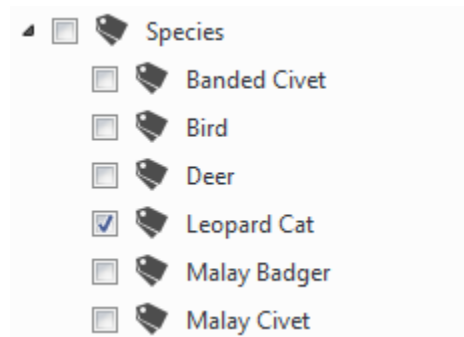 Species
Banded Civet
Bird
Deer
Leopard Cat
Malay Badger
Malay Civet